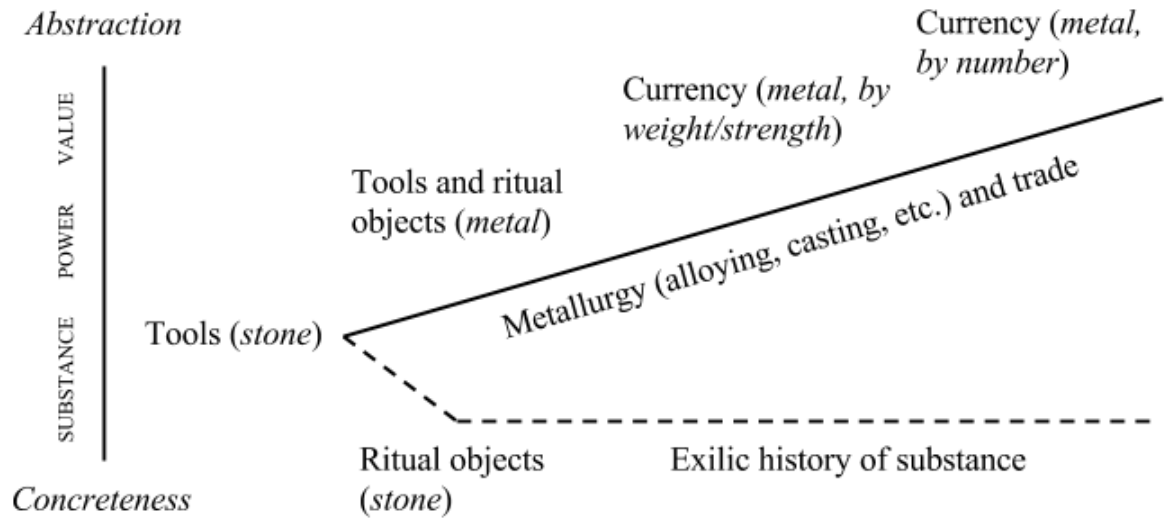 Abstraction
Currency (metal,
by number)
Currency (metal, by
weight/strength)
VALUE
Tools and ritual
objects (metal)
POWER
Metallurgy (alloying, casting, etc.) and trade
Tools (stone)
SUBSTANCE
Ritual objects
(stone)
Exilic history of substance
Concreteness